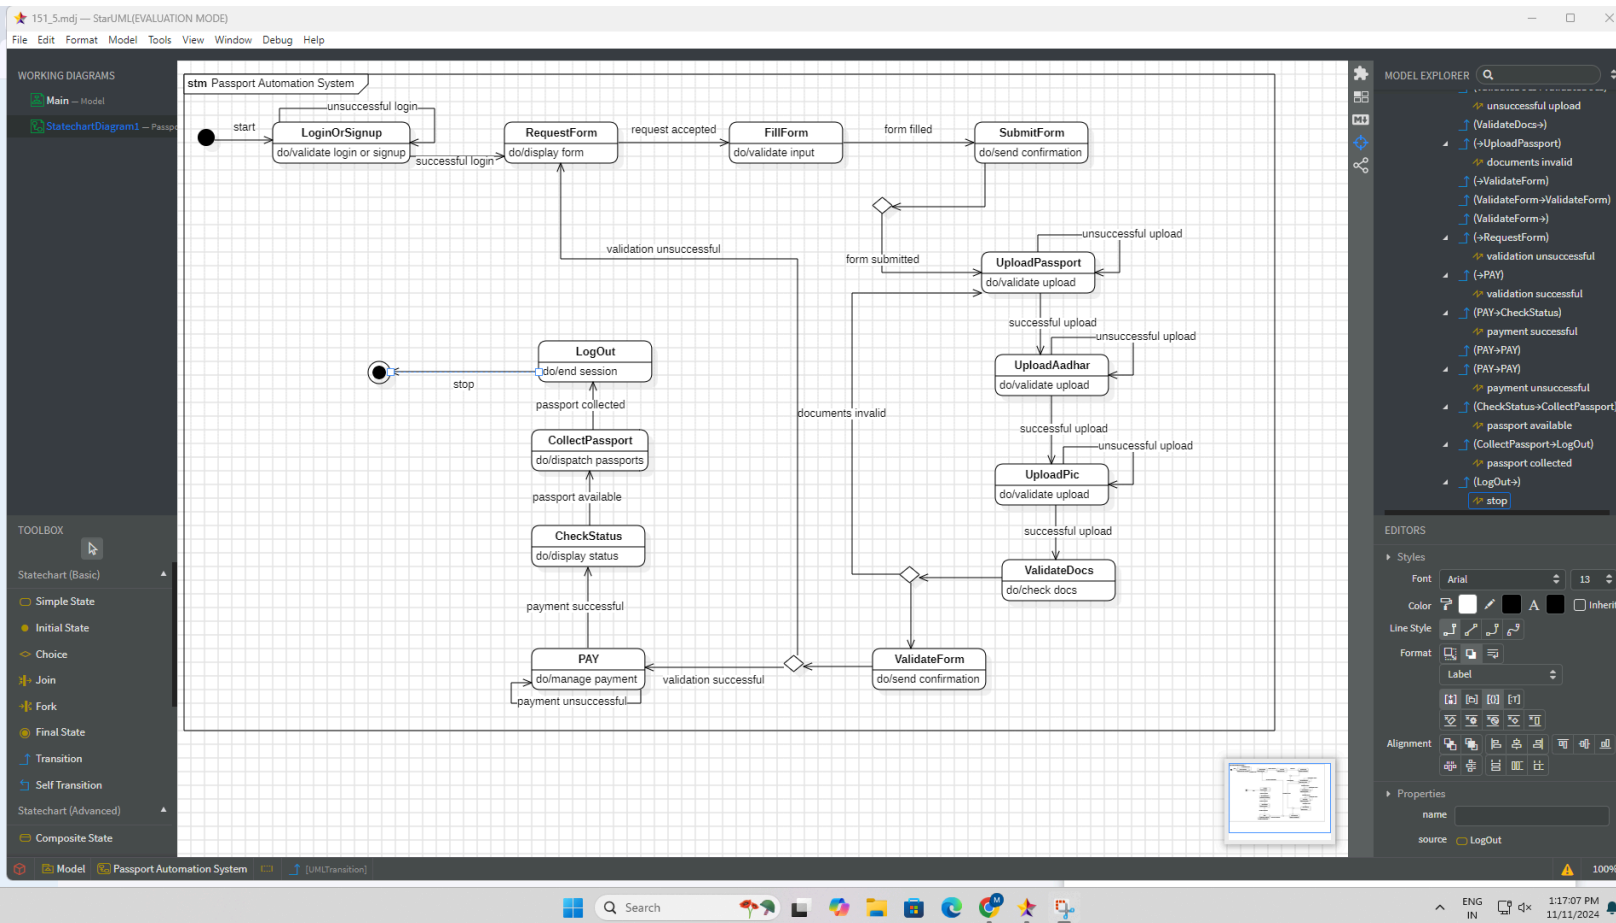 151_5.mdj — StarUML(EVALUATION MODE)
File Edit Format Model Tools View Window Debug Help
WORKING DIAGRAMS
Main — Model
StatechartDiagram1 — Passpo
TOOLBOX
Statechart (Basic)
Simple State
Initial State
Choice
Join
Fork
Final State
Transition
Self Transition
Statechart (Advanced)
Composite State
stm Passport Automation System
start
unsuccessful login
LoginOrSignup
do/validate login or signup
successful login
RequestForm
do/display form
request accepted
FillForm
do/validate input
form filled
SubmitForm
do/send confirmation
form submitted
unsuccessful upload
UploadPassport
do/validate upload
successful upload
unsuccessful upload
UploadAadhar
do/validate upload
successful upload
unsucessful upload
UploadPic
do/validate upload
successful upload
ValidateDocs
do/check docs
documents invalid
ValidateForm
do/send confirmation
validation unsuccessful
validation successful
PAY
do/manage payment
payment unsuccessful
payment successful
CheckStatus
do/display status
passport available
CollectPassport
do/dispatch passports
passport collected
LogOut
do/end session
stop
MODEL EXPLORER
unsuccessful upload
(ValidateDocs→)
(→UploadPassport)
documents invalid
(→ValidateForm)
(ValidateForm→ValidateForm)
(ValidateForm→)
(→RequestForm)
validation unsuccessful
(→PAY)
validation successful
(PAY→CheckStatus)
payment successful
(PAY→PAY)
(PAY→PAY)
payment unsuccessful
(CheckStatus→CollectPassport)
passport available
(CollectPassport→LogOut)
passport collected
(LogOut→)
stop
EDITORS
Styles
Font Arial 13
Color A Inherit
Line Style
Format
Label
Alignment
Properties
name
source LogOut
Model Passport Automation System [UMLTransition] 100%
Search
M
ENG
IN
1:17:07 PM
11/11/2024